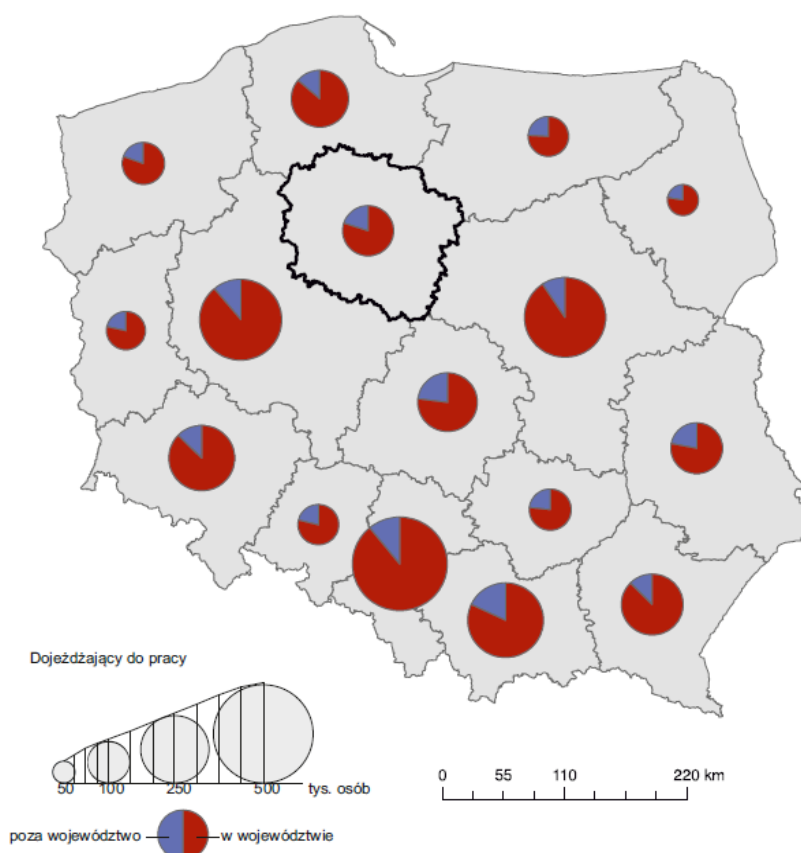 Dojeżdżający do pracy
50 100 250 500 tys. osób
0 55 110 220 km
poza województwo w województwie